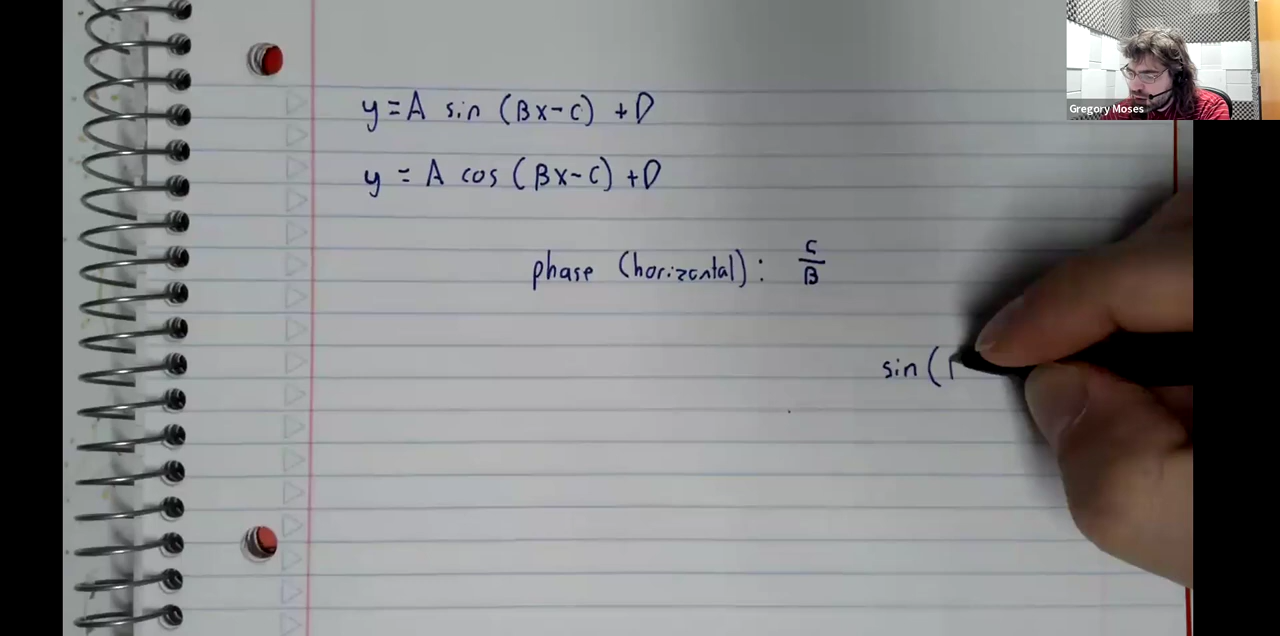 y = A sin (Bx - C) + D
Gregory Moses
y = A cos (Bx - C) + D
phase (horizontal): C/B
sin (